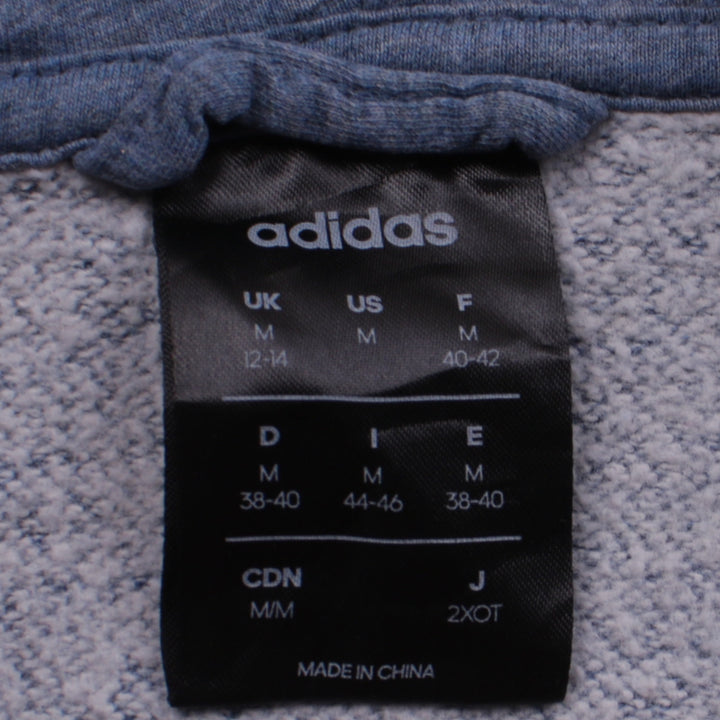 adidas
UK US F
M M M
12-14 40-42
D I E
M M M
38-40 44-46 38-40
CDN J
M/M 2XOT
MADE IN CHINA